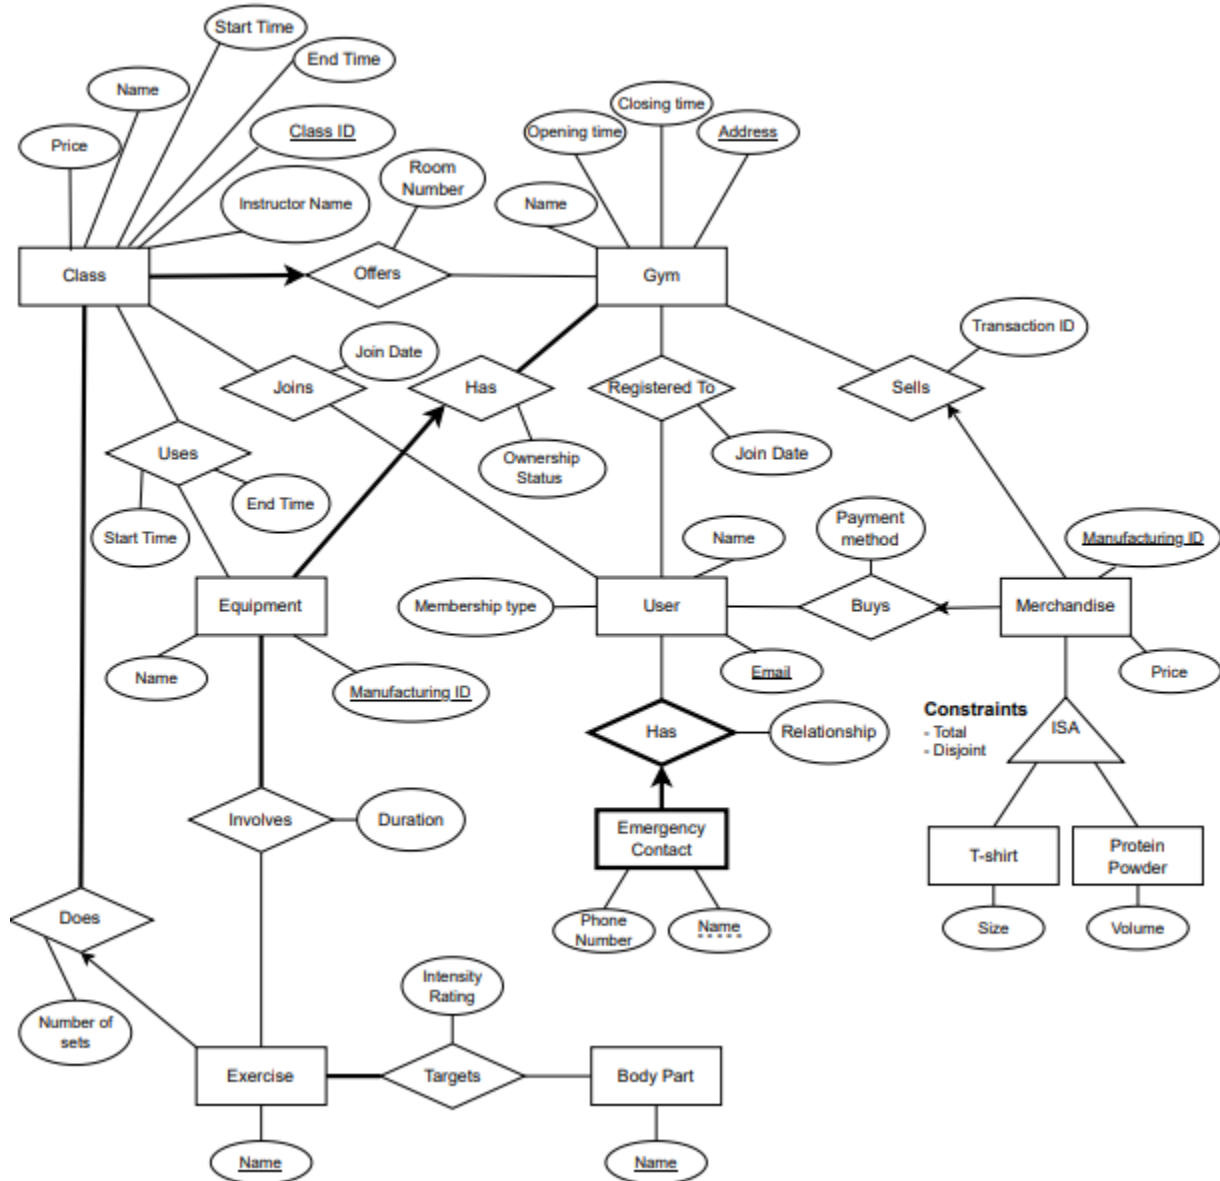 Start Time
End Time
Name
Class ID
Price
Instructor Name
Room
Number
Closing time
Opening time
Address
Name
Class
Offers
Gym
Transaction ID
Join Date
Joins
Has
Registered To
Sells
Uses
Ownership
Status
Join Date
End Time
Start Time
Name
Payment
method
Manufacturing ID
Equipment
Membership type
User
Buys
Merchandise
Name
Manufacturing ID
Email
Price
Constraints
- Total
- Disjoint
ISA
Has
Relationship
Involves
Duration
Emergency
Contact
T-shirt
Protein
Powder
Does
Phone
Number
Name
Size
Volume
Intensity
Rating
Number of
sets
Exercise
Targets
Body Part
Name
Name